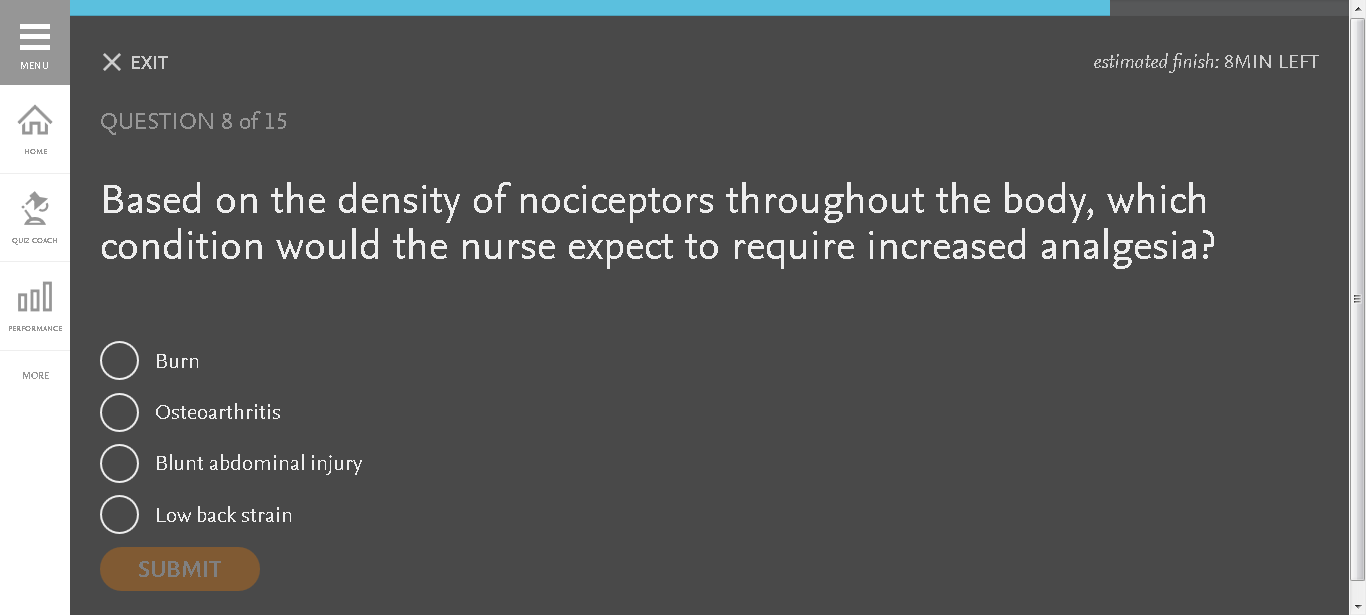 MENU
HOME
QUIZ COACH
PERFORMANCE
MORE
EXIT
estimated finish: 8MIN LEFT
QUESTION 8 of 15
Based on the density of nociceptors throughout the body, which
condition would the nurse expect to require increased analgesia?
Burn
Osteoarthritis
Blunt abdominal injury
Low back strain
SUBMIT